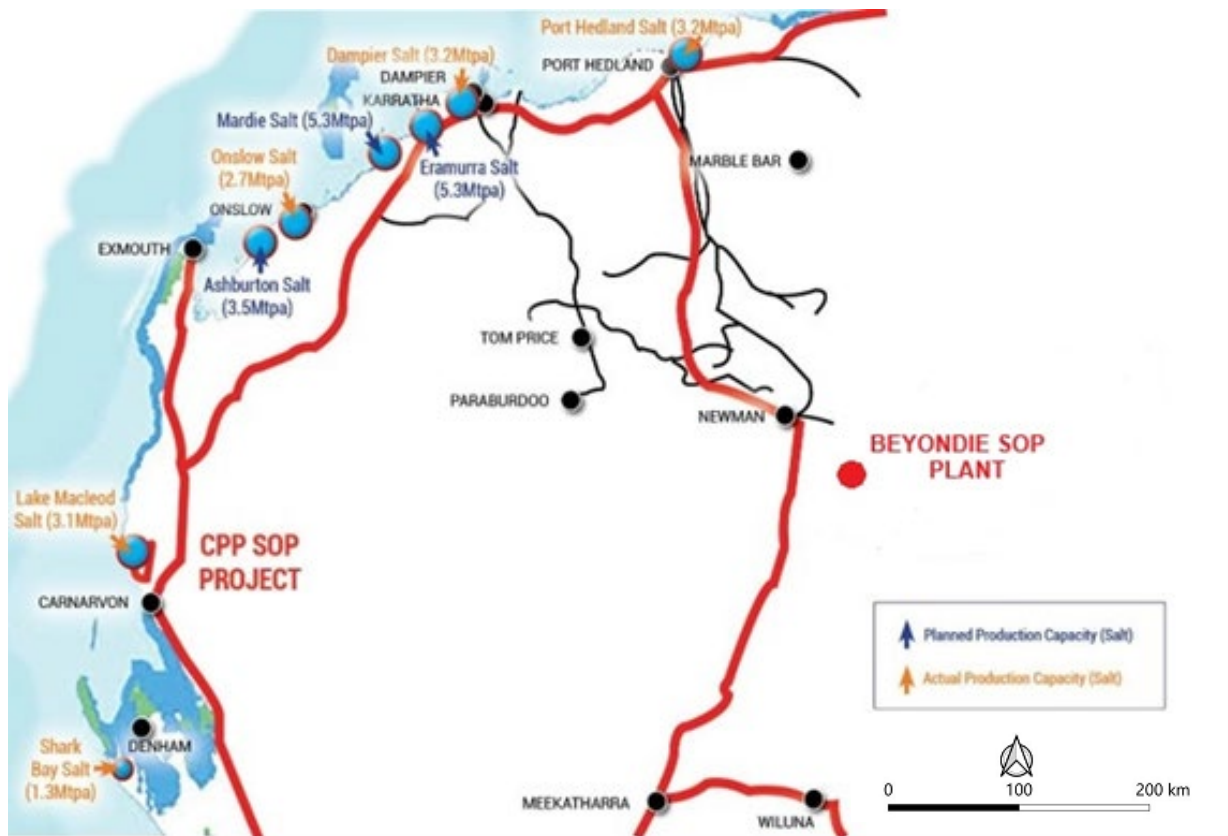 Port Hedland Salt (3.2Mtpa)
Dampier Salt (3.2Mtpa)
PORT HEDLAND
DAMPIER
KARRATHA
Mardie Salt (5.3Mtpa)
Onslow Salt
(2.7Mtpa)
Eramurra Salt
(5.3Mtpa)
MARBLE BAR
ONSLOW
EXMOUTH
Ashburton Salt
(3.5Mtpa)
TOM PRICE
PARABURDOO
NEWMAN
BEYONDIE SOP
PLANT
Lake Macleod
Salt (3.1Mtpa)
CPP SOP
PROJECT
CARNARVON
Planned Production Capacity (Salt)
Actual Production Capacity (Salt)
DENHAM
Shark
Bay Salt
(1.3Mtpa)
MEEKATHARRA
WILUNA
0 100 200 km